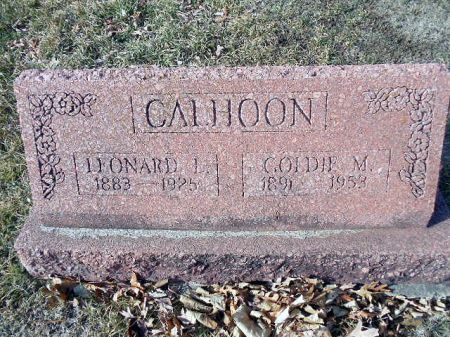 CALHOON
LEONARD L. GOLDIE M.
1883 – 1925 1891 – 1953